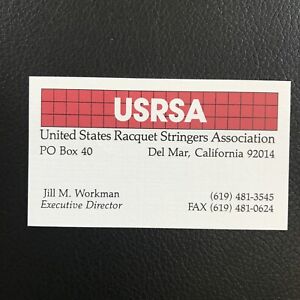 USRSA
United States Racquet Stringers Association
PO Box 40 Del Mar, California 92014
Jill M. Workman (619) 481-3545
Executive Director FAX (619) 481-0624